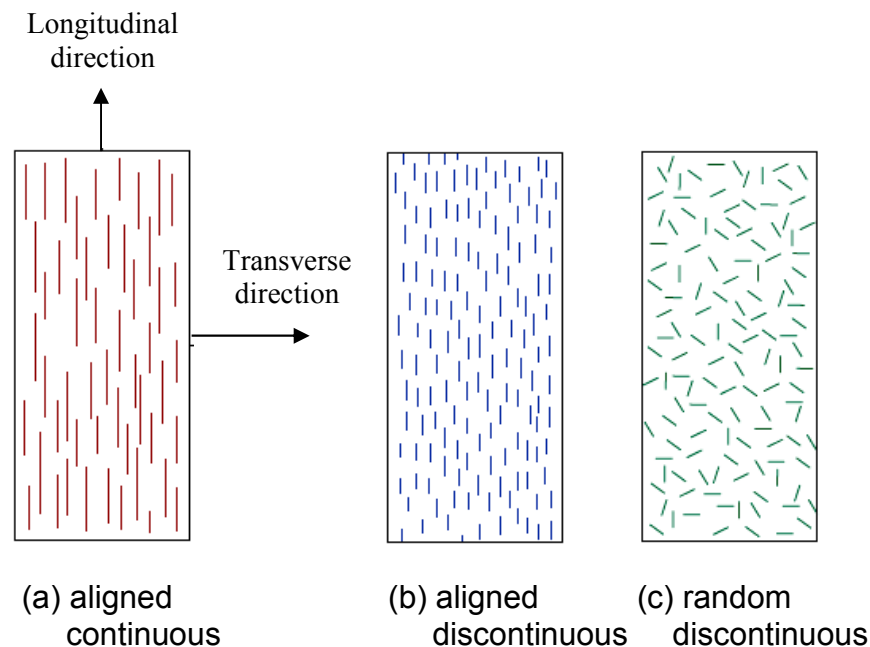 Longitudinal
direction
Transverse
direction
(a) aligned
continuous
(b) aligned
discontinuous
(c) random
discontinuous